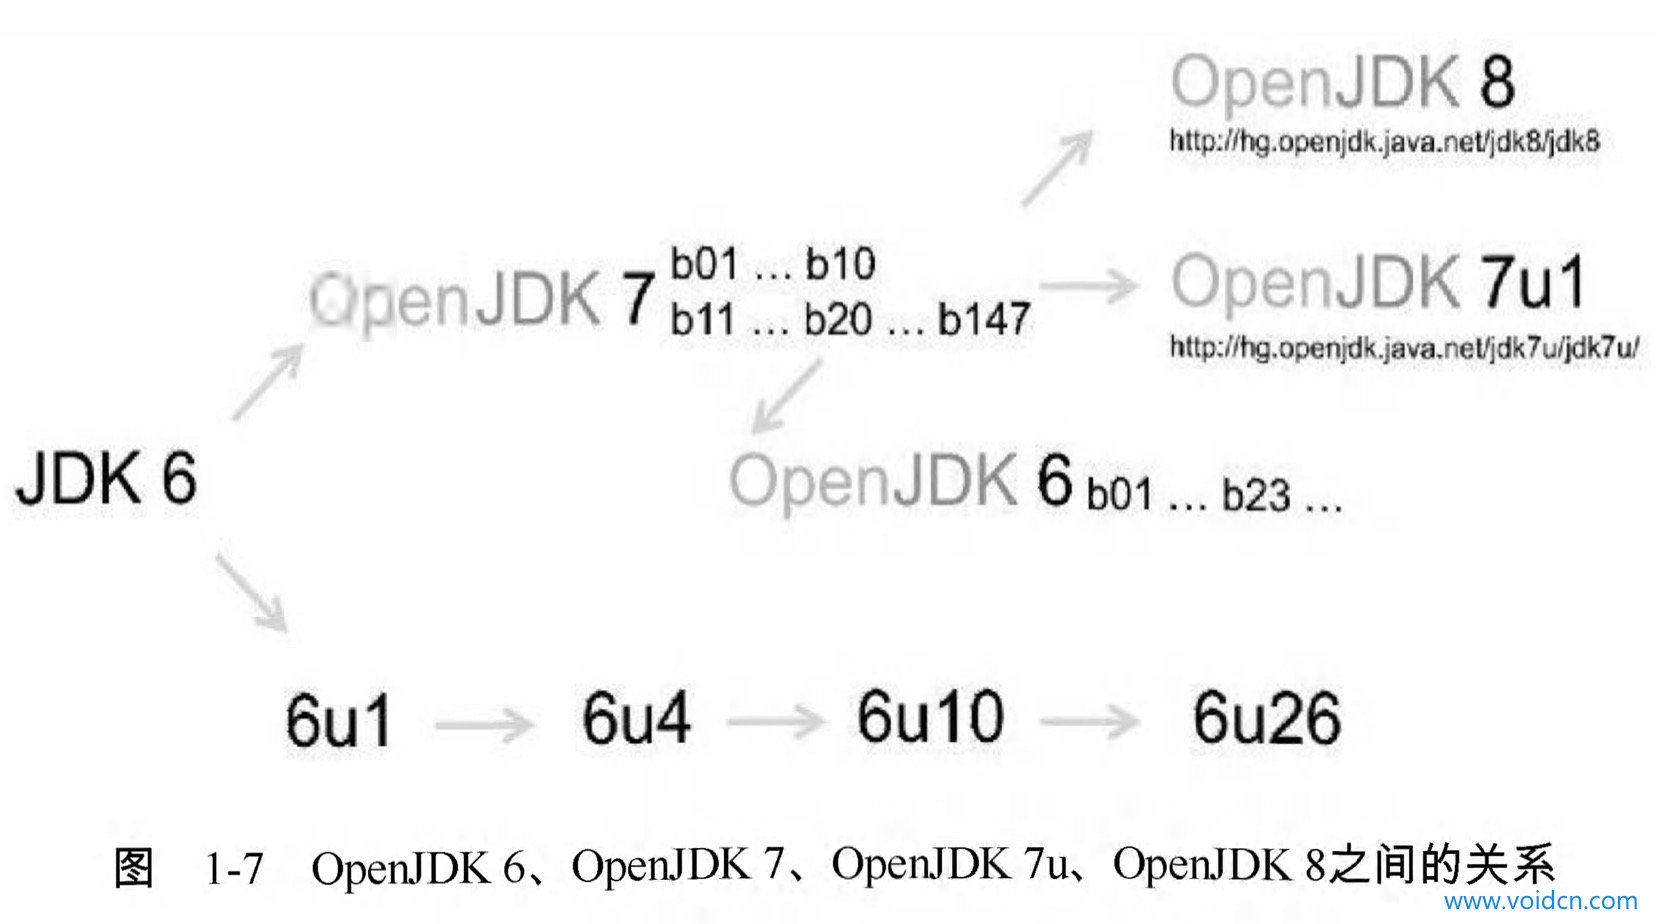 OpenJDK 8
http://hg.openjdk.java.net/jdk8/jdk8
OpenJDK 7 b01 ... b10
b11 ... b20 ... b147
OpenJDK 7u1
http://hg.openjdk.java.net/jdk7u/jdk7u/
JDK 6
OpenJDK 6 b01 ... b23 ...
6u1 6u4 6u10 6u26
图 1-7 OpenJDK 6、OpenJDK 7、OpenJDK 7u、OpenJDK 8之间的关系
www.voidcn.com